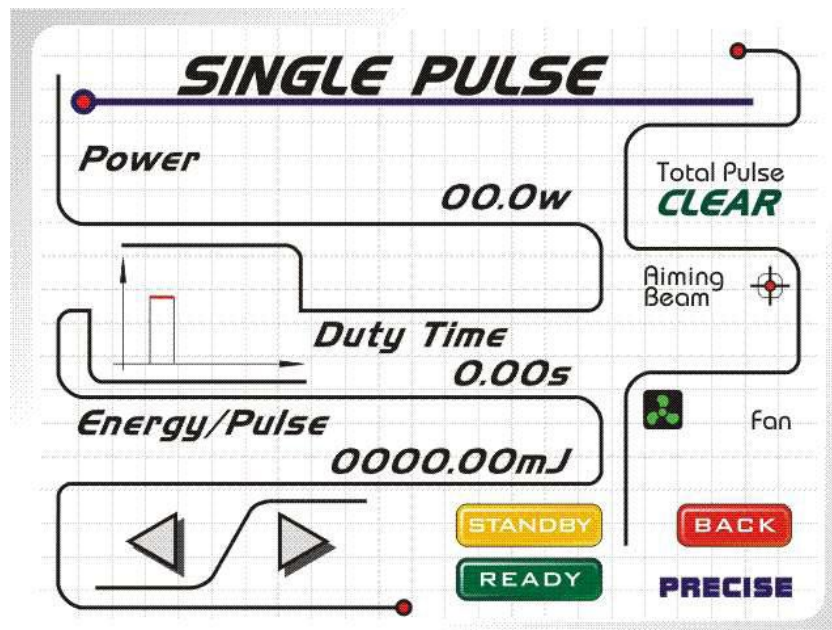 SINGLE PULSE
Power
00.0w
Duty Time
0.00s
Energy/Pulse
0000.00mJ
Total Pulse
CLEAR
Aiming
Beam
Fan
STANDBY
READY
BACK
PRECISE